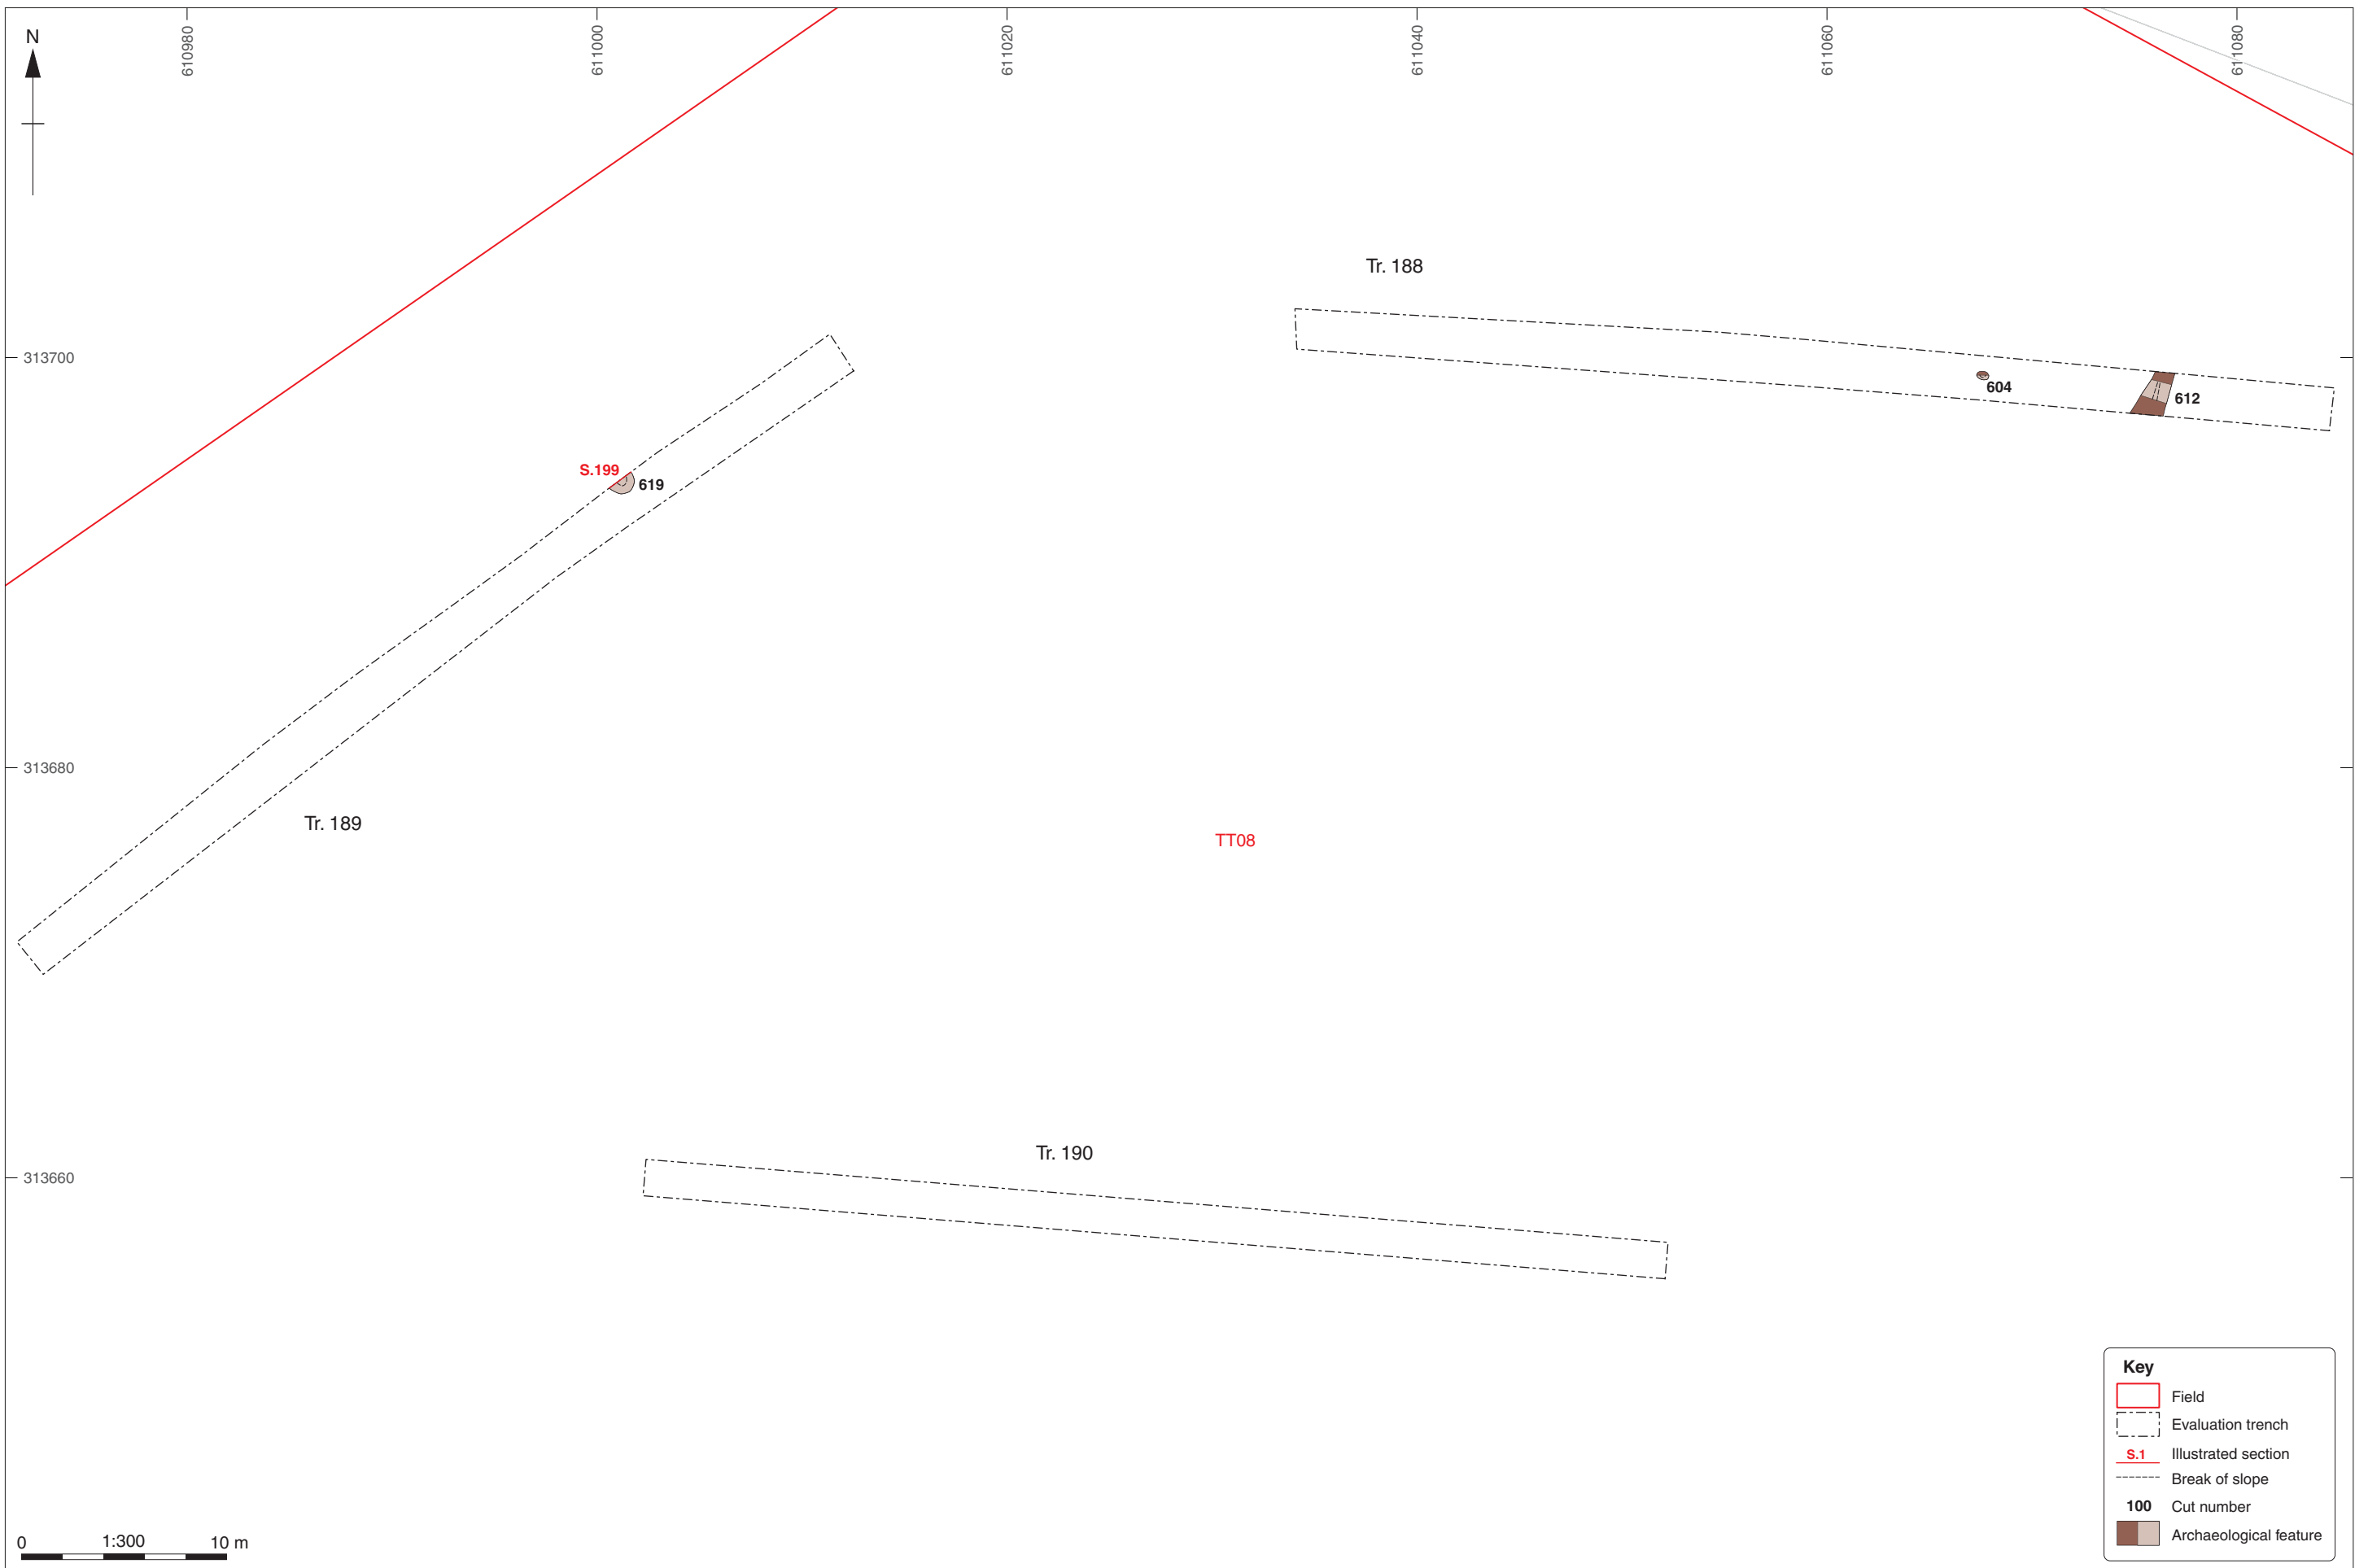 N
610980
611000
611020
611040
611060
611080
Tr. 188
313700
604
612
S.199
619
313680
Tr. 189
TT08
Tr. 190
313660
Key
Field
Evaluation trench
S.1 Illustrated section
Break of slope
100 Cut number
Archaeological feature
0 1:300 10 m